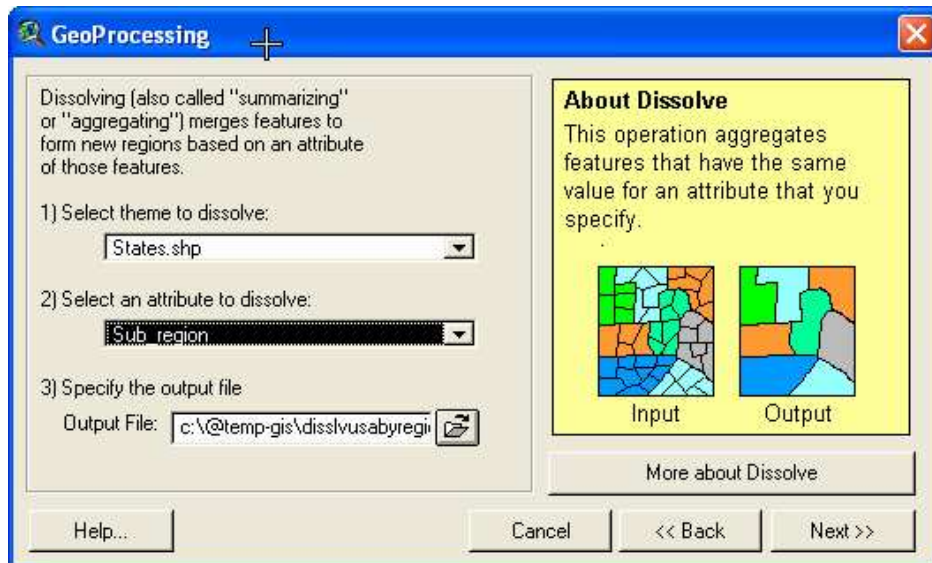 GeoProcessing
Dissolving (also called "summarizing"
or "aggregating") merges features to
form new regions based on an attribute
of those features.
1) Select theme to dissolve:
States.shp
2) Select an attribute to dissolve:
Sub_region
3) Specify the output file
Output File: c:\@temp-gis\disslvusabyregi
About Dissolve
This operation aggregates
features that have the same
value for an attribute that you
specify.
Input Output
More about Dissolve
Help... Cancel << Back Next >>